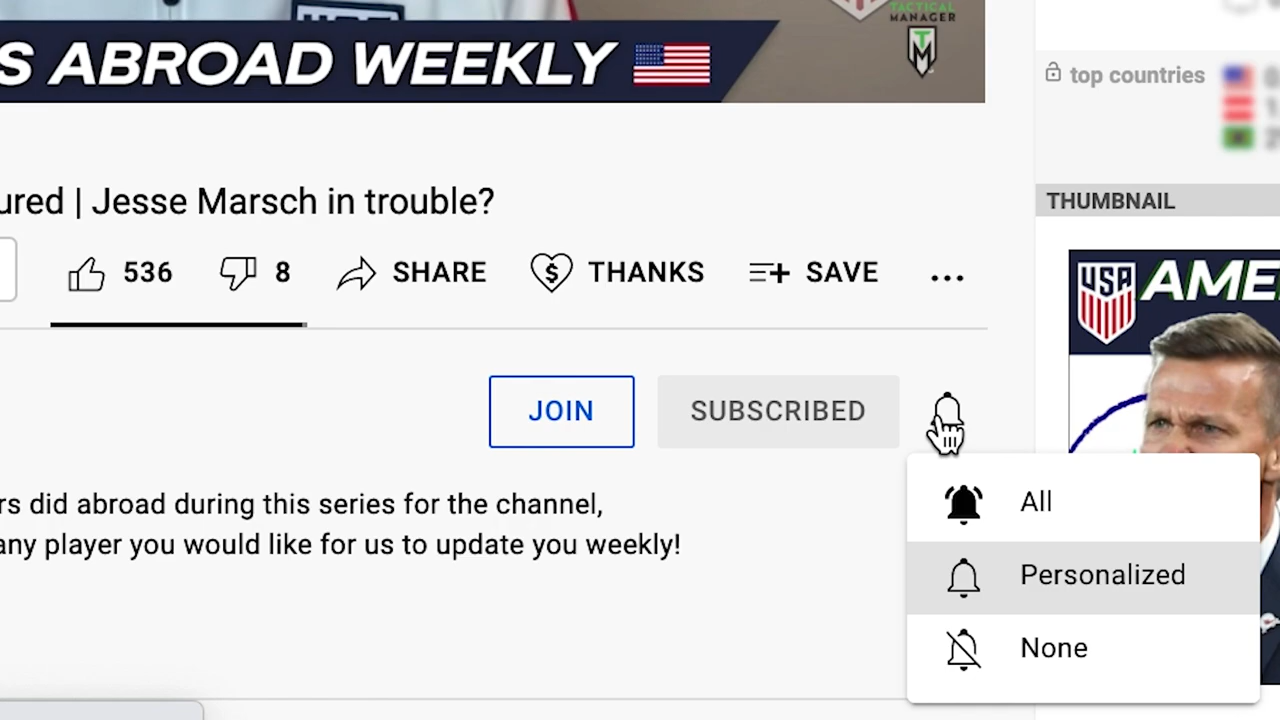 S ABROAD WEEKLY
TACTICAL
MANAGER
top countries
ured | Jesse Marsch in trouble?
THUMBNAIL
536
8
SHARE
THANKS
SAVE
USA
AME
JOIN
SUBSCRIBED
rs did abroad during this series for the channel,
any player you would like for us to update you weekly!
All
Personalized
None